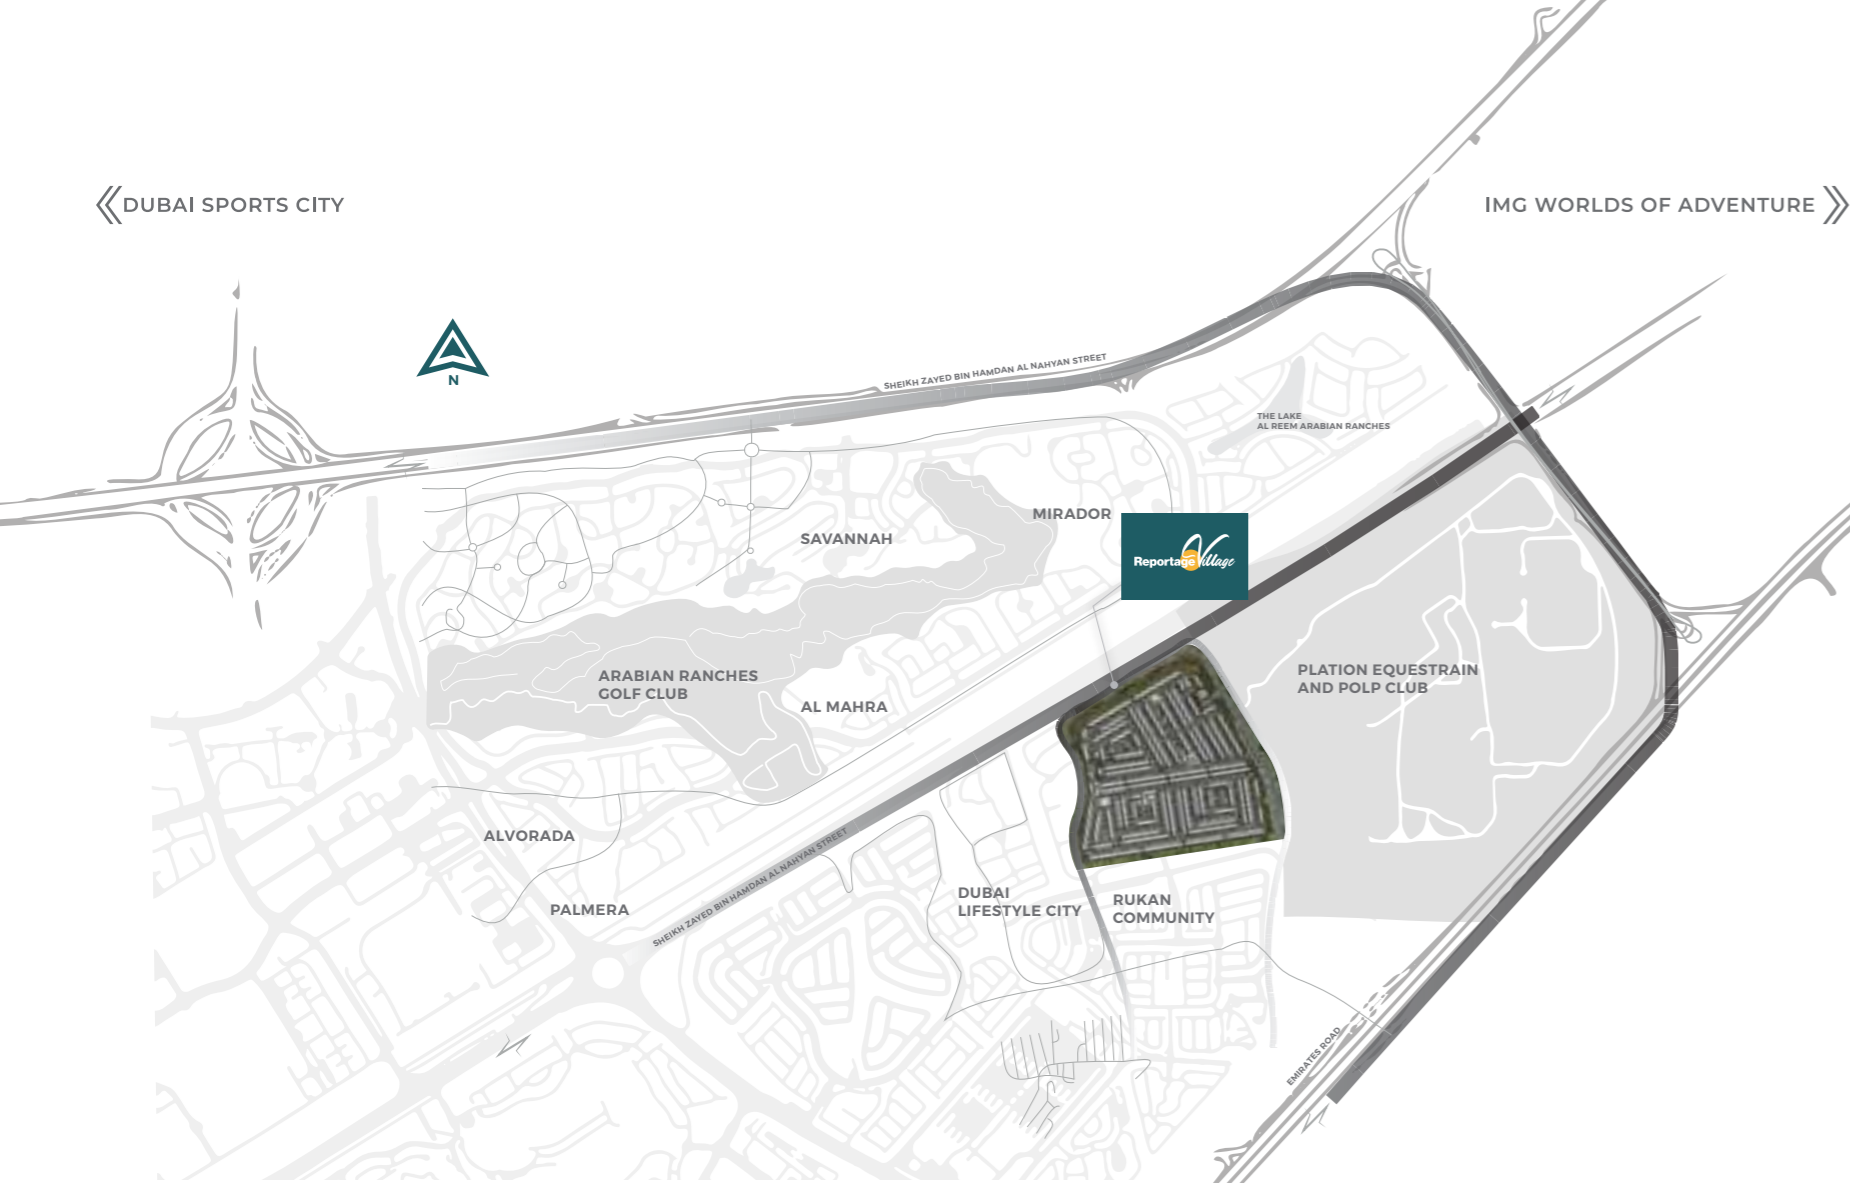 DUBAI SPORTS CITY
IMG WORLDS OF ADVENTURE
N
SHEIKH ZAYED BIN HAMDAN AL NAHYAN STREET
THE LAKE
AL REEM ARABIAN RANCHES
MIRADOR
SAVANNAH
Reportage Village
ARABIAN RANCHES
GOLF CLUB
PLATION EQUESTRAIN
AND POLP CLUB
AL MAHRA
ALVORADA
SHEIKH ZAYED BIN HAMDAN AL NAHYAN STREET
PALMERA
DUBAI
LIFESTYLE CITY
RUKAN
COMMUNITY
EMIRATES ROAD